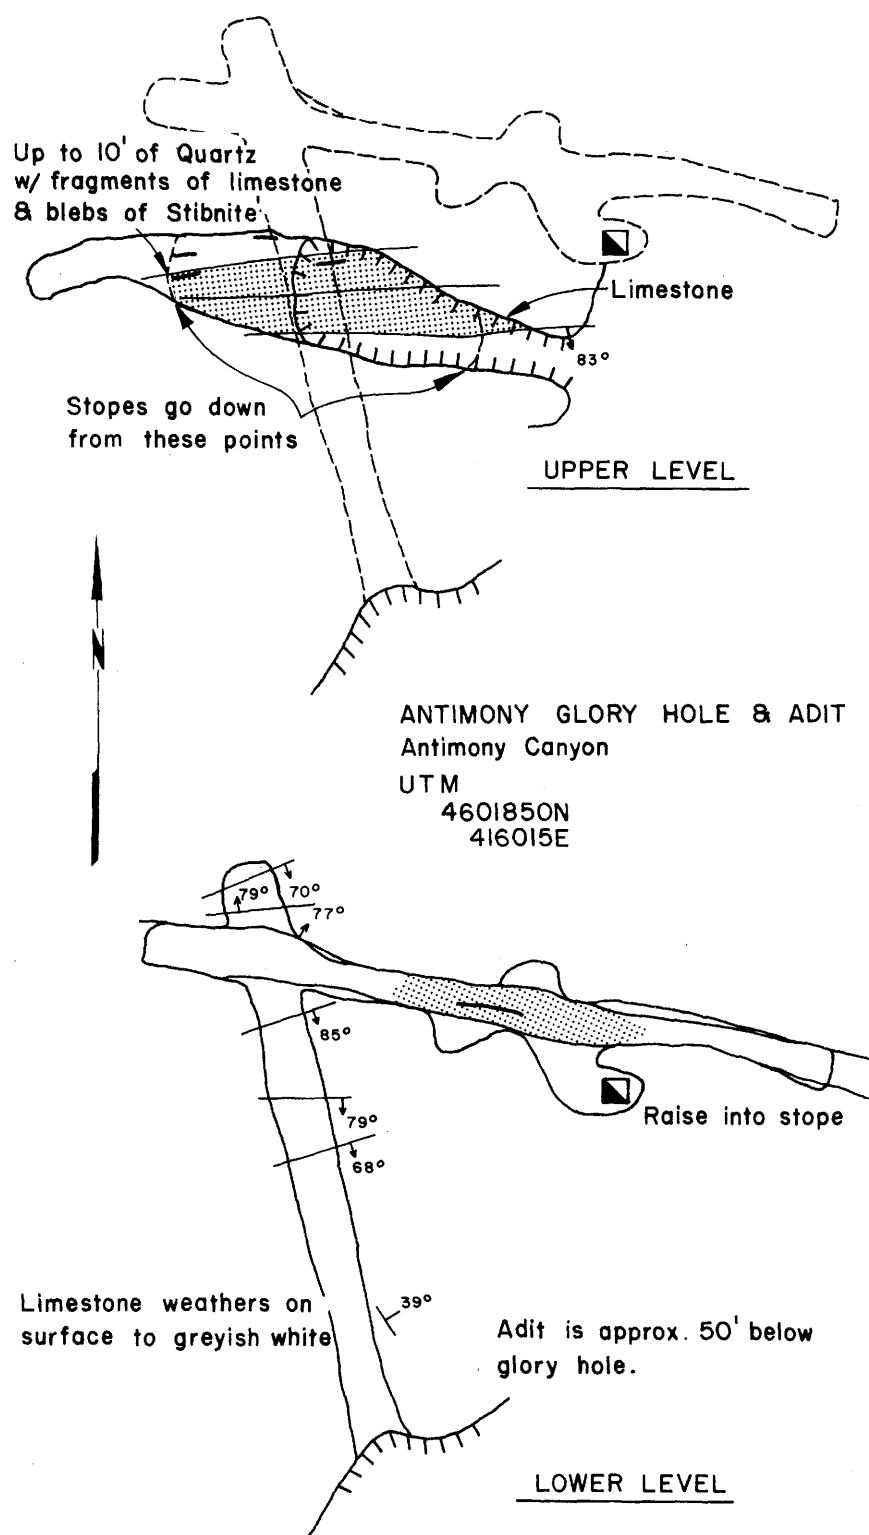 Up to 10' of Quartz
w/ fragments of limestone
& blebs of Stibnite
Limestone
83°
Stopes go down
from these points
UPPER LEVEL
N
ANTIMONY GLORY HOLE & ADIT
Antimony Canyon
UTM
4601850N
416015E
79°
70°
77°
85°
79°
68°
Raise into stope
39°
Limestone weathers on
surface to greyish white
Adit is approx. 50' below
glory hole.
LOWER LEVEL